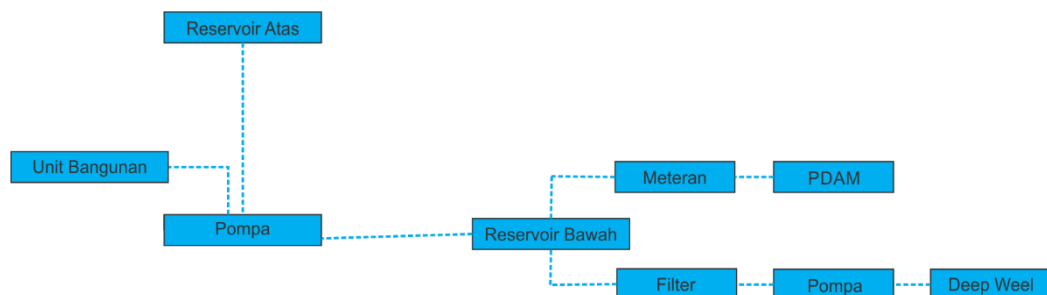 Reservoir Atas
Unit Bangunan
Meteran
PDAM
Pompa
Reservoir Bawah
Filter
Pompa
Deep Weel